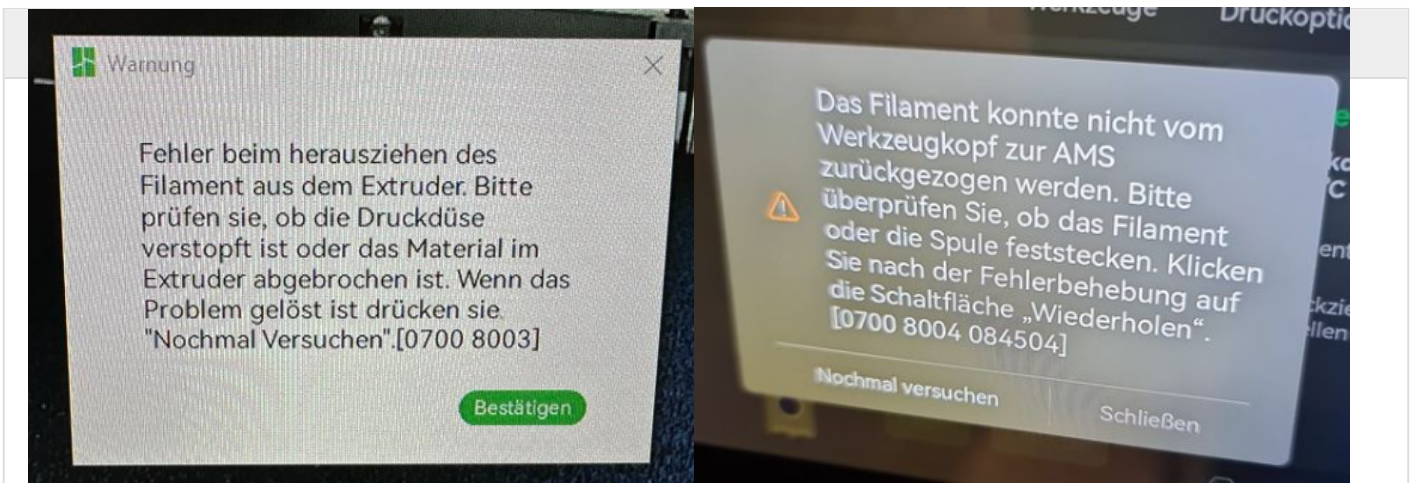 Warnung
Fehler beim herausziehen des
Filament aus dem Extruder. Bitte
prüfen sie, ob die Druckdüse
verstopft ist oder das Material im
Extruder abgebrochen ist. Wenn das
Problem gelöst ist drücken sie
"Nochmal Versuchen".[0700 8003]
Bestätigen
Das Filament konnte nicht vom
Werkzeugkopf zur AMS
zurückgezogen werden. Bitte
überprüfen Sie, ob das Filament
oder die Spule feststecken. Klicken
Sie nach der Fehlerbehebung auf
die Schaltfläche „Wiederholen“.
[0700 8004 084504]
Nochmal versuchen
Schließen